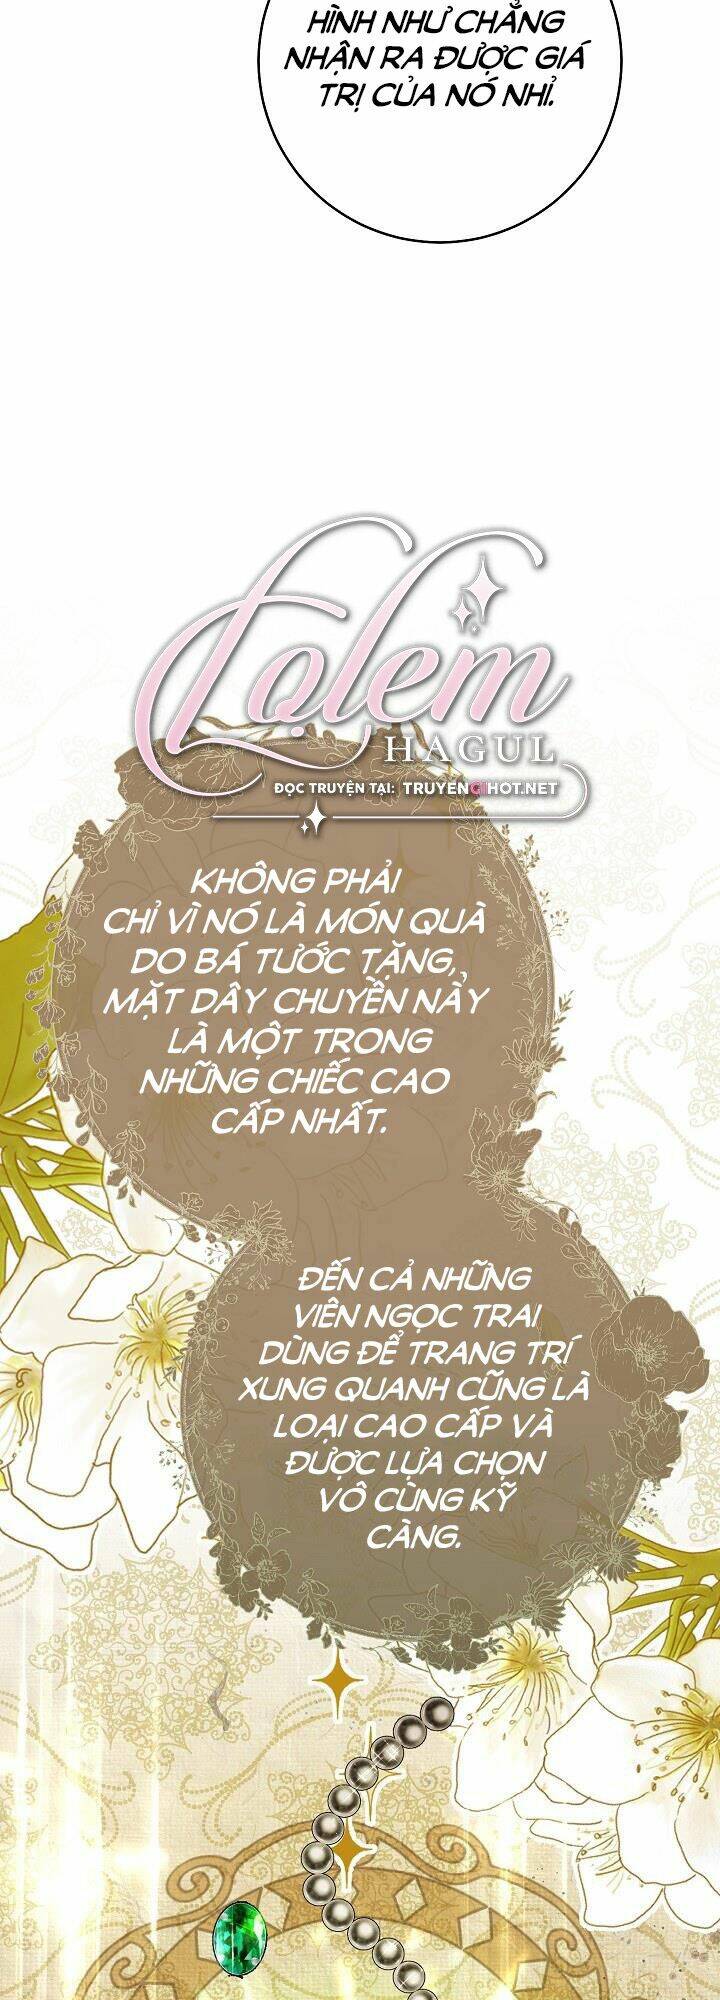 HÌNH NHƯ CHẲNG
NHẬN RA ĐƯỢC GIÁ
TRỊ CỦA NÓ NHỈ.
Lọlem
HAGUL
ĐỌC TRUYỆN TẠI: TRUYENGIHOT.NET
KHÔNG PHẢI
CHỈ VÌ NÓ LÀ MÓN QUÀ
DO BÁ TƯỚC TẶNG,
MẶT DÂY CHUYỀN NÀY
LÀ MỘT TRONG
NHỮNG CHIẾC CAO
CẤP NHẤT.
ĐẾN CẢ NHỮNG
VIÊN NGỌC TRAI
DÙNG ĐỂ TRANG TRÍ
XUNG QUANH CŨNG LÀ
LOẠI CAO CẤP VÀ
ĐƯỢC LỰA CHỌN
VÔ CÙNG KỸ
CÀNG.